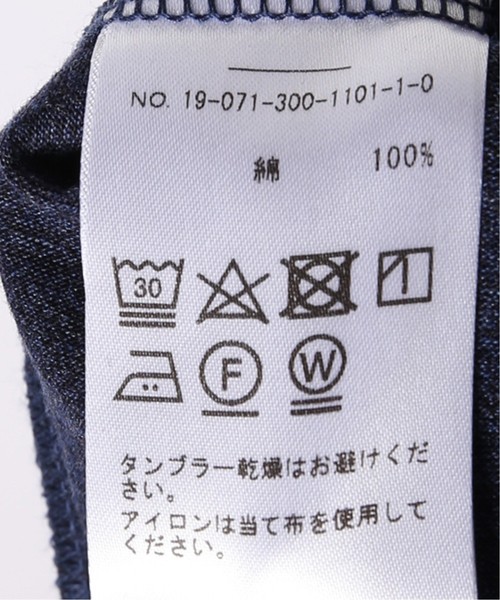 NO. 19-071-300-1101-1-0
綿 100%
30
F W
タンブラー乾燥はお避けくだ
さい。
アイロンは当て布を使用して
ください。